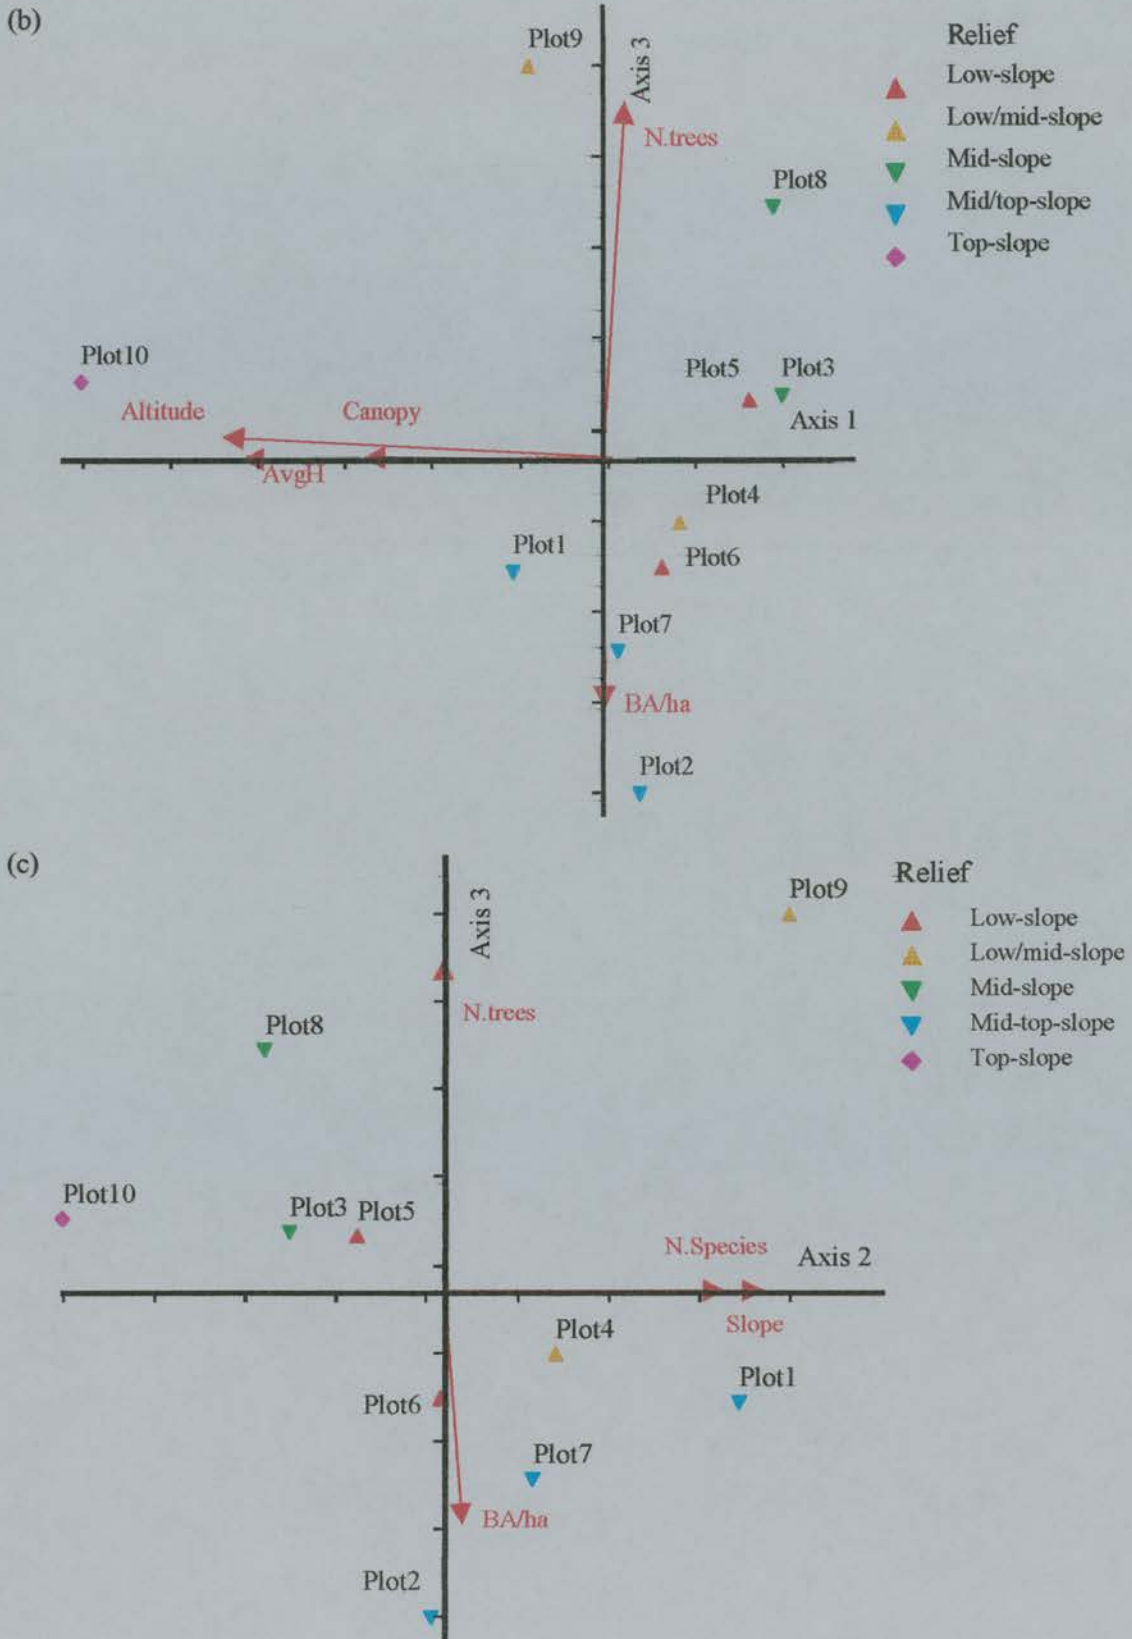 (b)
Plot9
Axis 3
N.trees
Plot8
Relief
Low-slope
Low/mid-slope
Mid-slope
Mid/top-slope
Top-slope
Plot10
Altitude
Canopy
AvgH
Plot5
Plot3
Axis 1
Plot4
Plot1
Plot6
Plot7
BA/ha
Plot2
(c)
Axis 3
Plot9
Relief
Low-slope
Low/mid-slope
Mid-slope
Mid-top-slope
Top-slope
N.trees
Plot8
Plot10
Plot3
Plot5
N.Species
Axis 2
Slope
Plot4
Plot1
Plot6
Plot7
BA/ha
Plot2